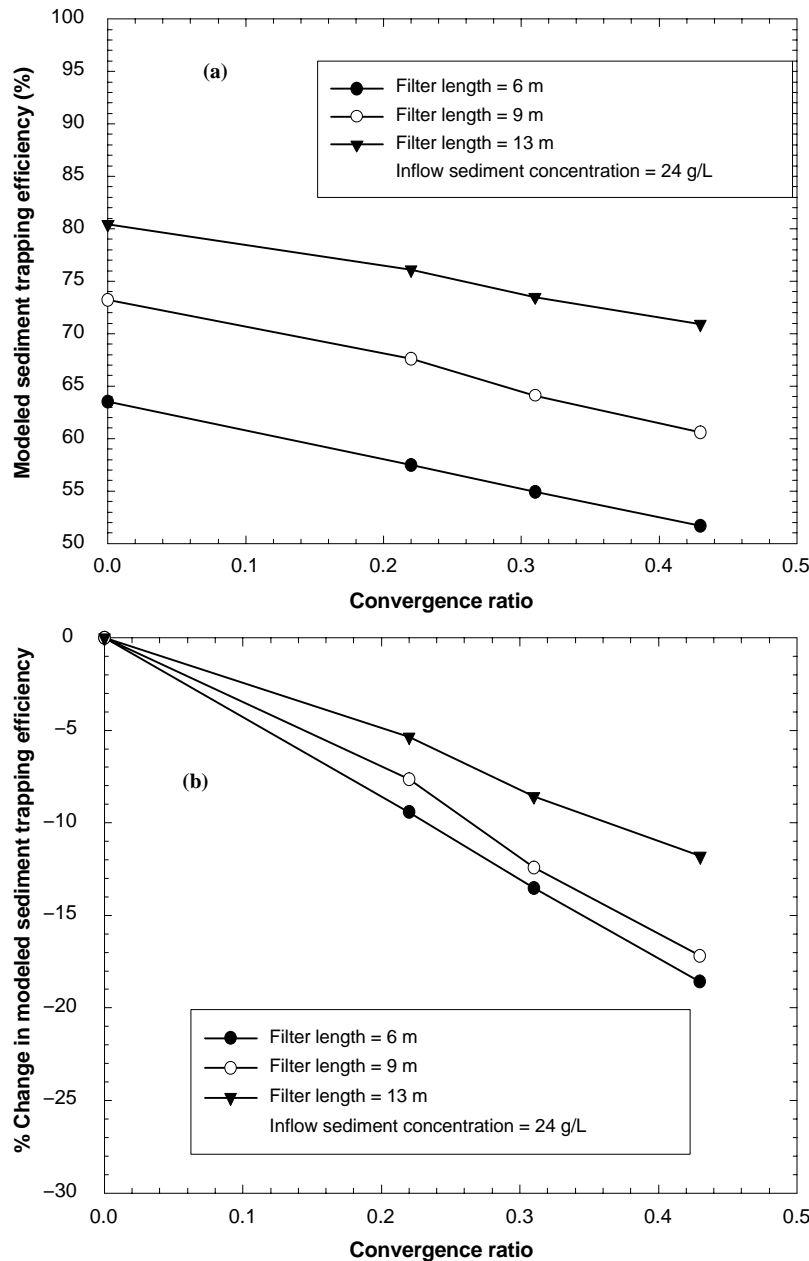 100
95
90
85
80
75
70
65
60
55
50
Modeled sediment trapping efficiency (%)
(a)
Filter length = 6 m
Filter length = 9 m
Filter length = 13 m
Inflow sediment concentration = 24 g/L
0.0 0.1 0.2 0.3 0.4 0.5
Convergence ratio
0
−5
−10
−15
−20
−25
−30
% Change in modeled sediment trapping efficiency
(b)
Filter length = 6 m
Filter length = 9 m
Filter length = 13 m
Inflow sediment concentration = 24 g/L
0.0 0.1 0.2 0.3 0.4 0.5
Convergence ratio